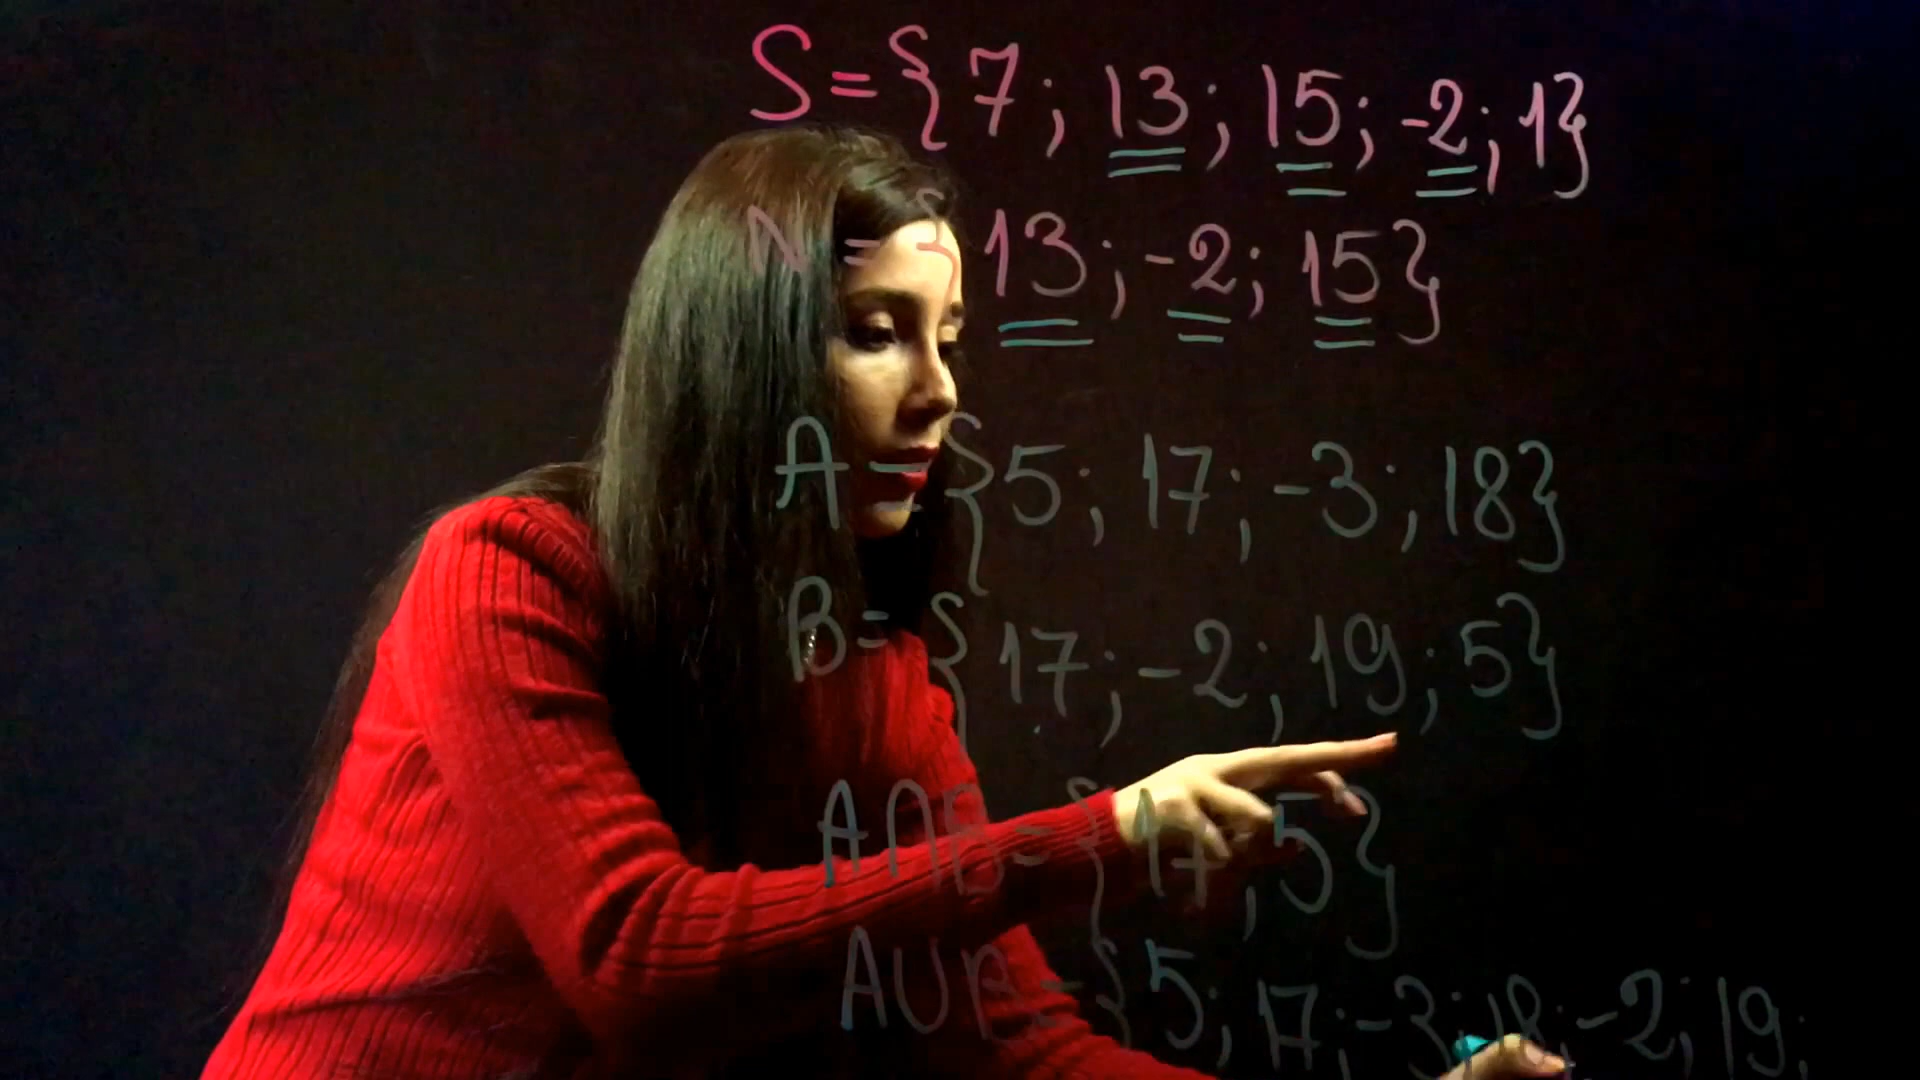 S = { 7 ; 13 ; 15 ; -2 ; 1}
N = { 13 ; -2 ; 15}
A = { 5 ; 17 ; -3 ; 18}
B = { 17 ; -2 ; 19 ; 5}
A∩B = { 17 ; 5}
A∪B = { 5 ; 17 ; -3 ; 18 ; -2 ; 19 ;